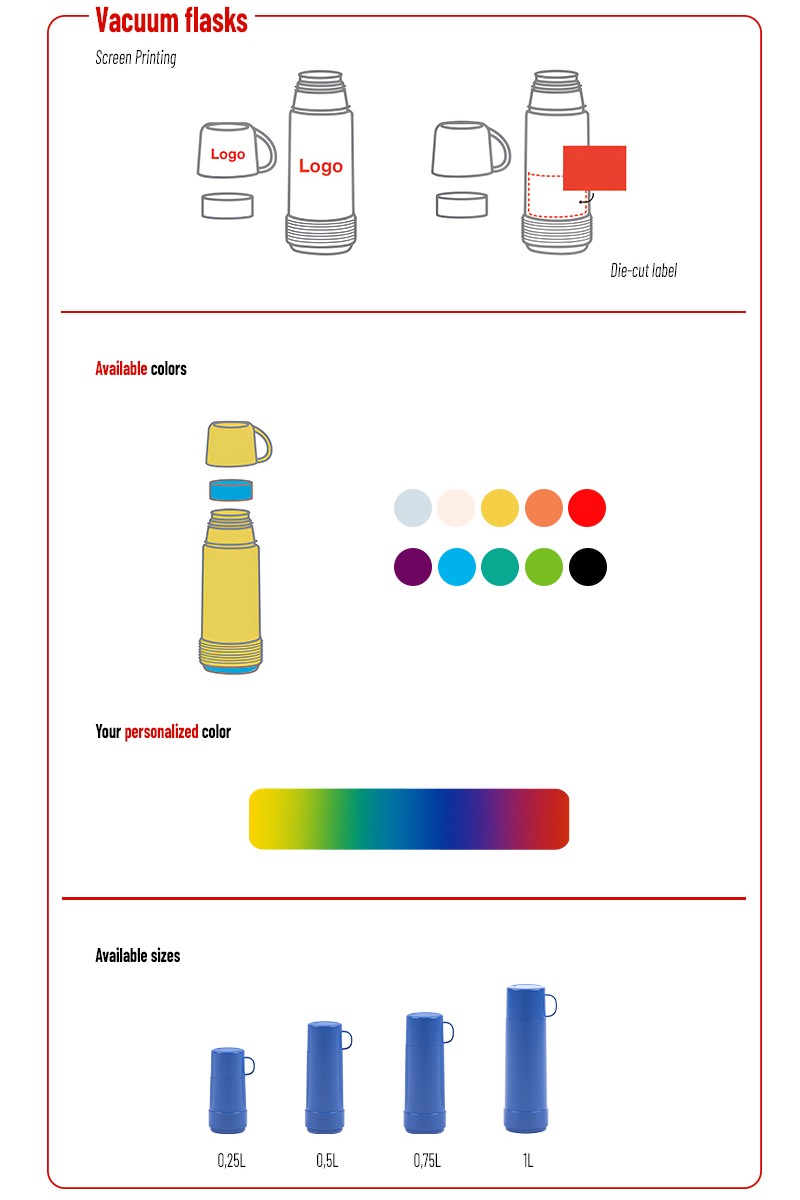 Vacuum flasks
Screen Printing
Logo
Logo
Die-cut label
Available colors
Your personalized color
Available sizes
0,25L
0,5L
0,75L
1L